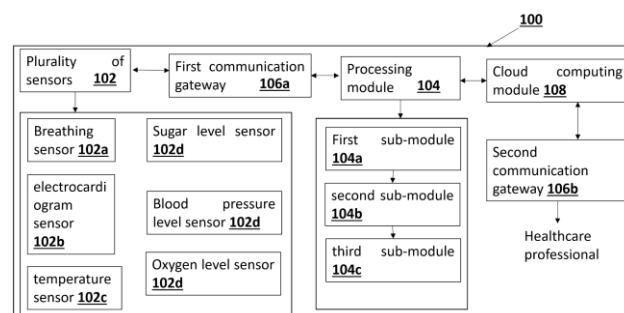 100
Plurality of
sensors 102
First communication
gateway 106a
Processing
module 104
Cloud computing
module 108
Breathing
sensor 102a
Sugar level sensor
102d
electrocardi
ogram
sensor
102b
Blood pressure
level sensor 102d
temperature
sensor 102c
Oxygen level sensor
102d
First sub-module
104a
second sub-module
104b
third sub-module
104c
Second
communication
gateway 106b
Healthcare
professional